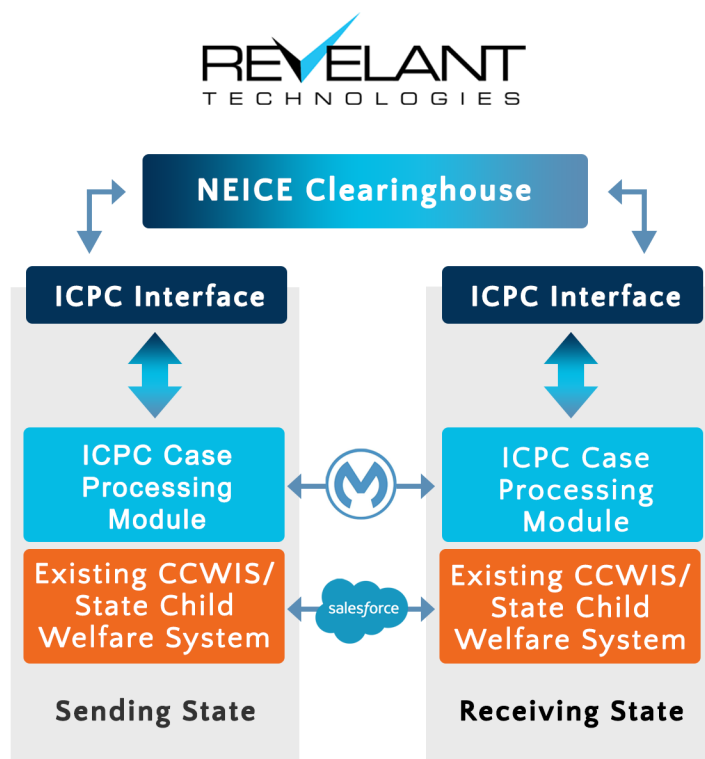 REVELANT
TECHNOLOGIES
NEICE Clearinghouse
ICPC Interface
ICPC Case
Processing
Module
Existing CCWIS/
State Child
Welfare System
Sending State
salesforce
ICPC Interface
ICPC Case
Processing
Module
Existing CCWIS/
State Child
Welfare System
Receiving State